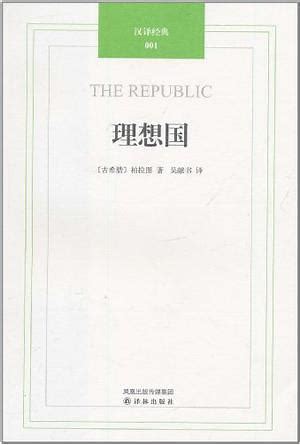 汉译经典
001
THE REPUBLIC
理想国
〔古希腊〕柏拉图 著 吴献书 译
凤凰出版传媒集团
译林出版社